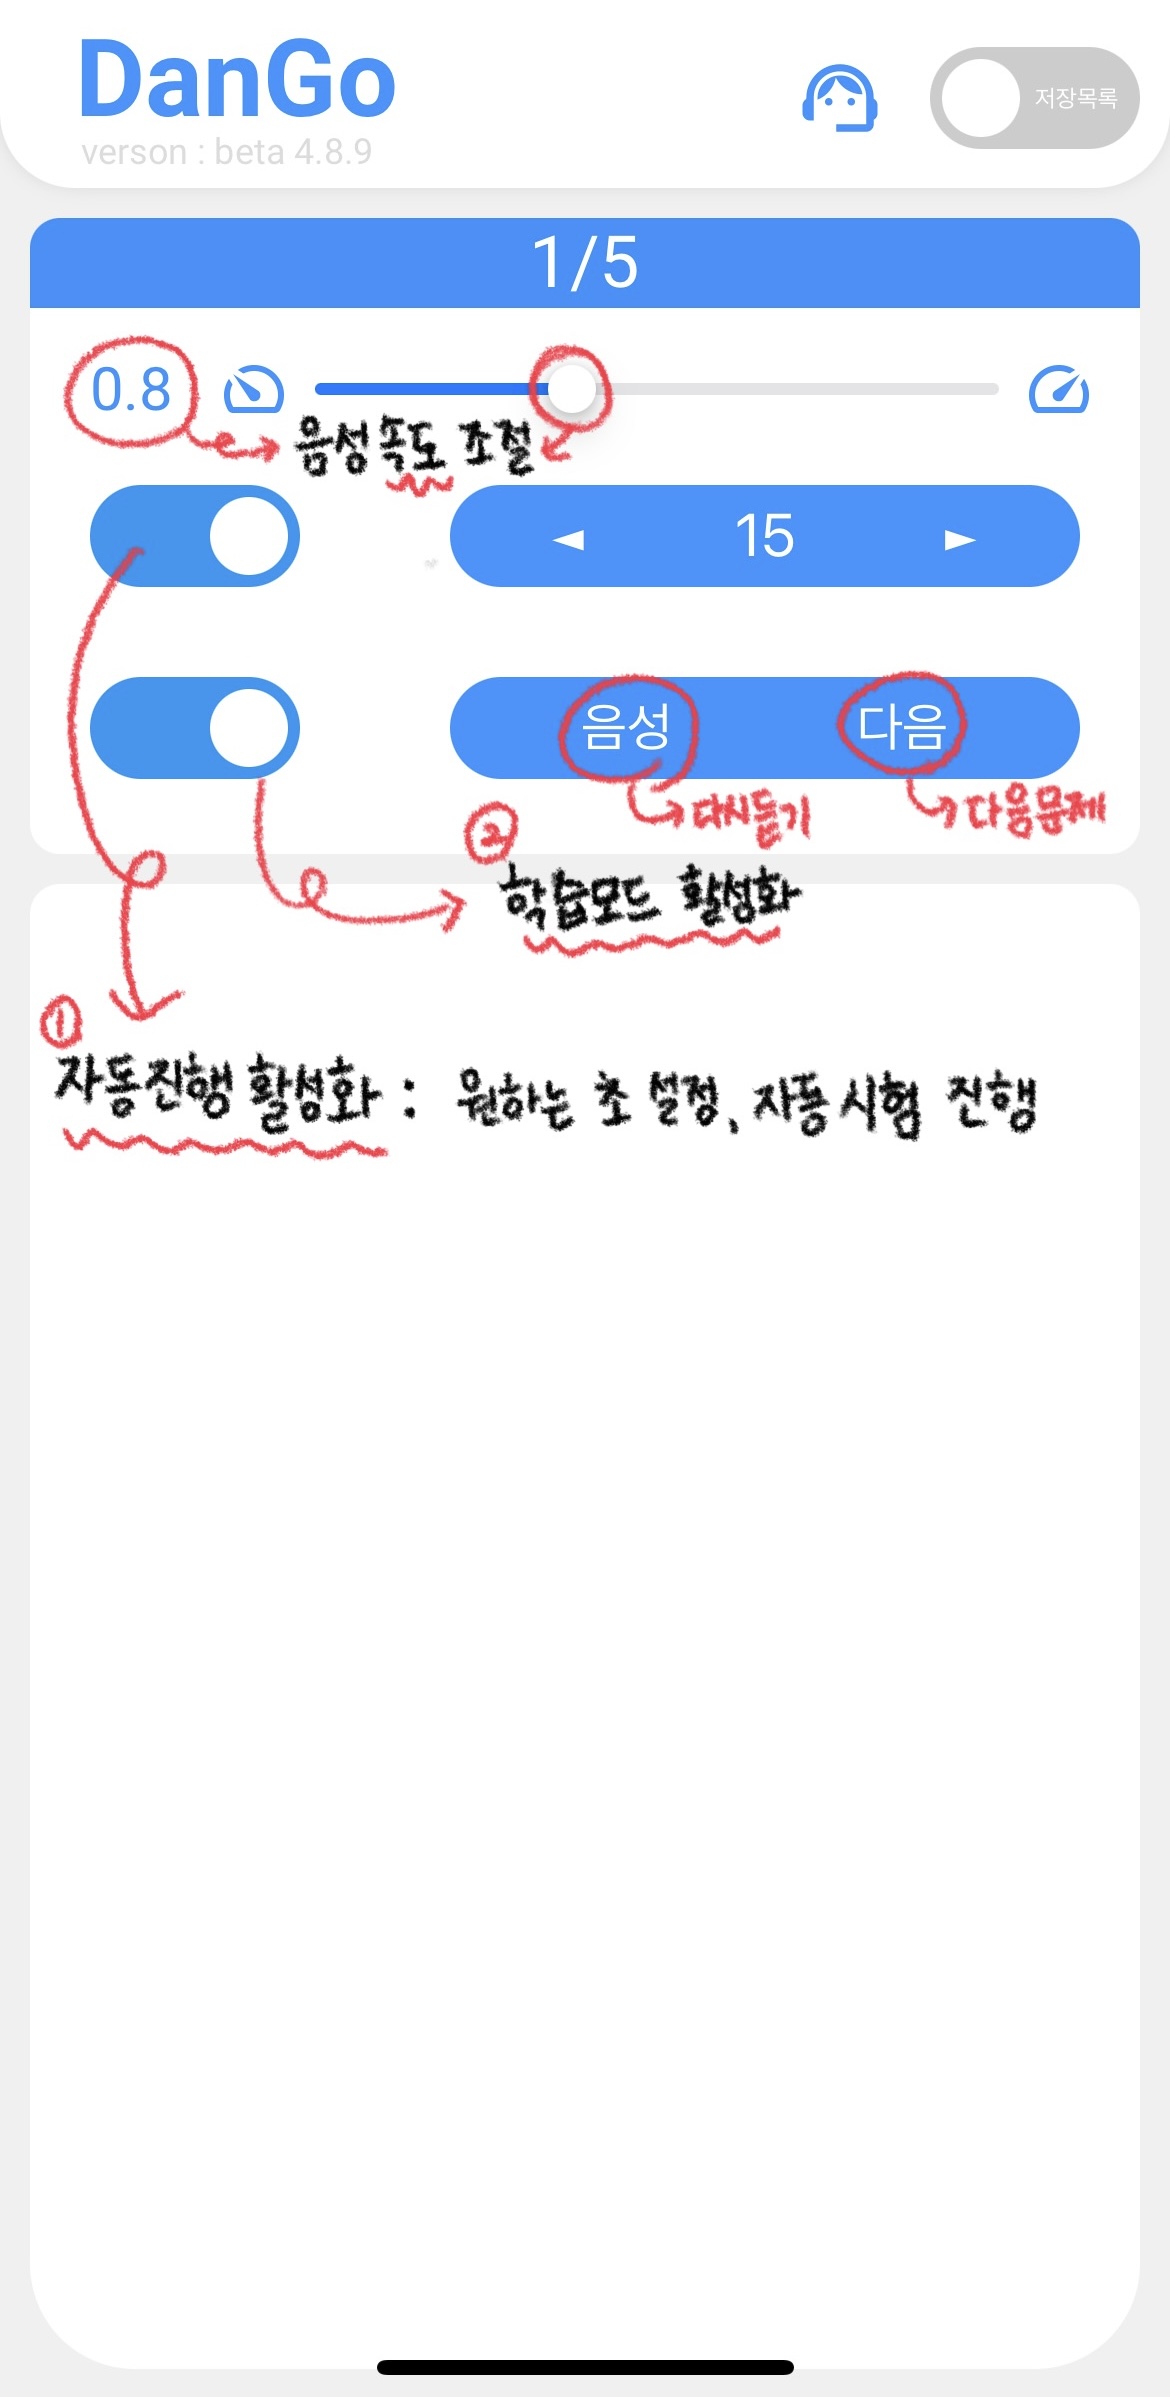 DanGo
저장목록
verson : beta 4.8.9
1/5
0.8
음성속도 조절
◄ 15 ►
음성 다음
다시듣기 다음문제
②
학습모드 활성화
①
자동진행 활성화 : 원하는 초 설정, 자동시험 진행